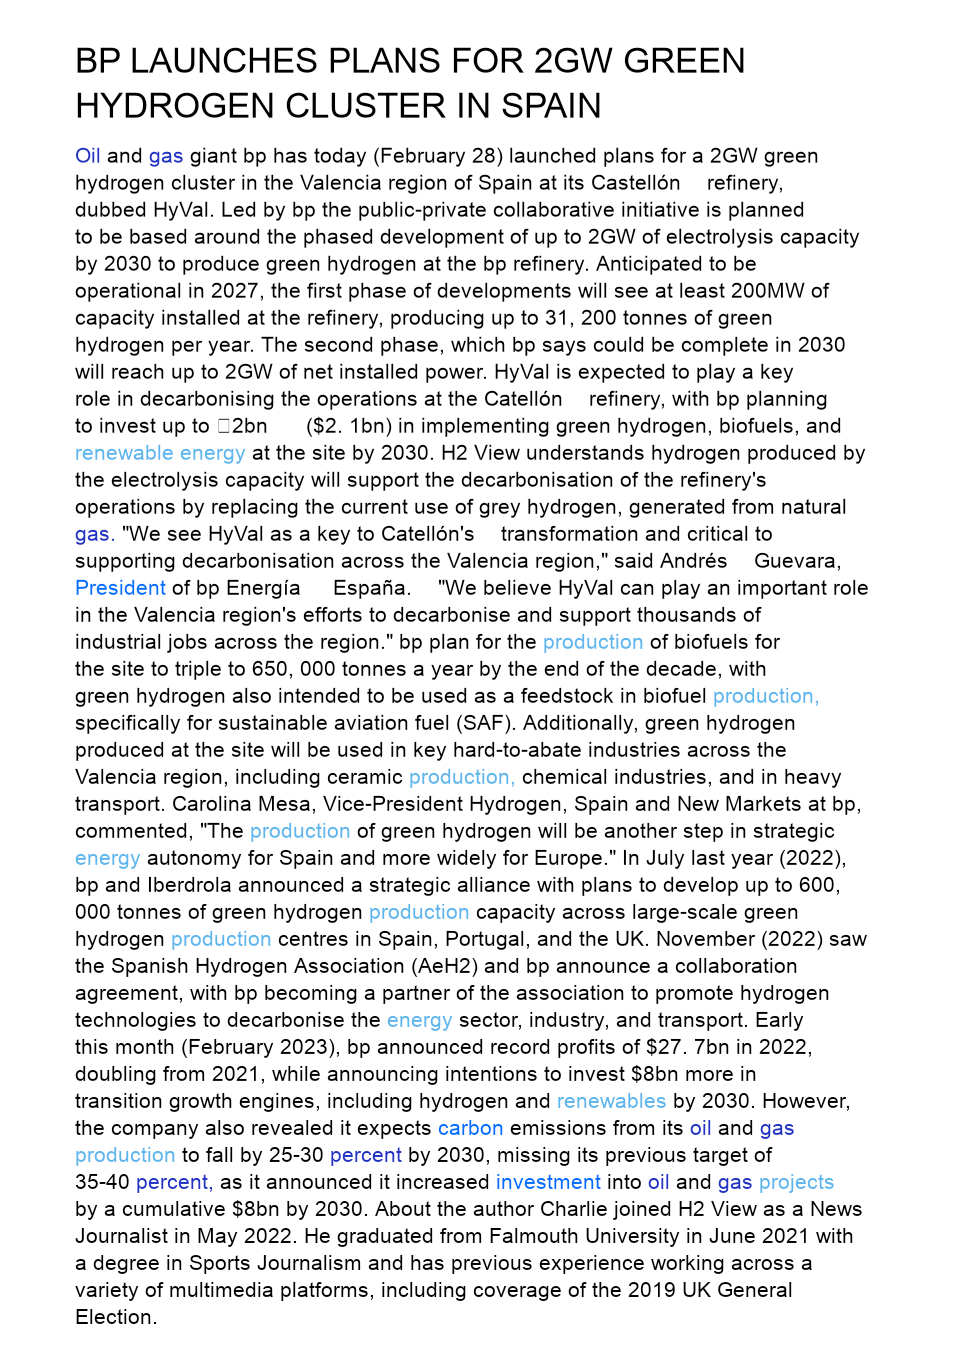 BP LAUNCHES PLANS FOR 2GW GREEN
HYDROGEN CLUSTER IN SPAIN
Oil and gas giant bp has today (February 28) launched plans for a 2GW green
hydrogen cluster in the Valencia region of Spain at its Castellón refinery,
dubbed HyVal. Led by bp the public-private collaborative initiative is planned
to be based around the phased development of up to 2GW of electrolysis capacity
by 2030 to produce green hydrogen at the bp refinery. Anticipated to be
operational in 2027, the first phase of developments will see at least 200MW of
capacity installed at the refinery, producing up to 31, 200 tonnes of green
hydrogen per year. The second phase, which bp says could be complete in 2030
will reach up to 2GW of net installed power. HyVal is expected to play a key
role in decarbonising the operations at the Catellón refinery, with bp planning
to invest up to 2bn ($2. 1bn) in implementing green hydrogen, biofuels, and
renewable energy at the site by 2030. H2 View understands hydrogen produced by
the electrolysis capacity will support the decarbonisation of the refinery's
operations by replacing the current use of grey hydrogen, generated from natural
gas. "We see HyVal as a key to Catellón's transformation and critical to
supporting decarbonisation across the Valencia region," said Andrés Guevara,
President of bp Energía España. "We believe HyVal can play an important role
in the Valencia region's efforts to decarbonise and support thousands of
industrial jobs across the region." bp plan for the production of biofuels for
the site to triple to 650, 000 tonnes a year by the end of the decade, with
green hydrogen also intended to be used as a feedstock in biofuel production,
specifically for sustainable aviation fuel (SAF). Additionally, green hydrogen
produced at the site will be used in key hard-to-abate industries across the
Valencia region, including ceramic production, chemical industries, and in heavy
transport. Carolina Mesa, Vice-President Hydrogen, Spain and New Markets at bp,
commented, "The production of green hydrogen will be another step in strategic
energy autonomy for Spain and more widely for Europe." In July last year (2022),
bp and Iberdrola announced a strategic alliance with plans to develop up to 600,
000 tonnes of green hydrogen production capacity across large-scale green
hydrogen production centres in Spain, Portugal, and the UK. November (2022) saw
the Spanish Hydrogen Association (AeH2) and bp announce a collaboration
agreement, with bp becoming a partner of the association to promote hydrogen
technologies to decarbonise the energy sector, industry, and transport. Early
this month (February 2023), bp announced record profits of $27. 7bn in 2022,
doubling from 2021, while announcing intentions to invest $8bn more in
transition growth engines, including hydrogen and renewables by 2030. However,
the company also revealed it expects carbon emissions from its oil and gas
production to fall by 25-30 percent by 2030, missing its previous target of
35-40 percent, as it announced it increased investment into oil and gas projects
by a cumulative $8bn by 2030. About the author Charlie joined H2 View as a News
Journalist in May 2022. He graduated from Falmouth University in June 2021 with
a degree in Sports Journalism and has previous experience working across a
variety of multimedia platforms, including coverage of the 2019 UK General
Election.